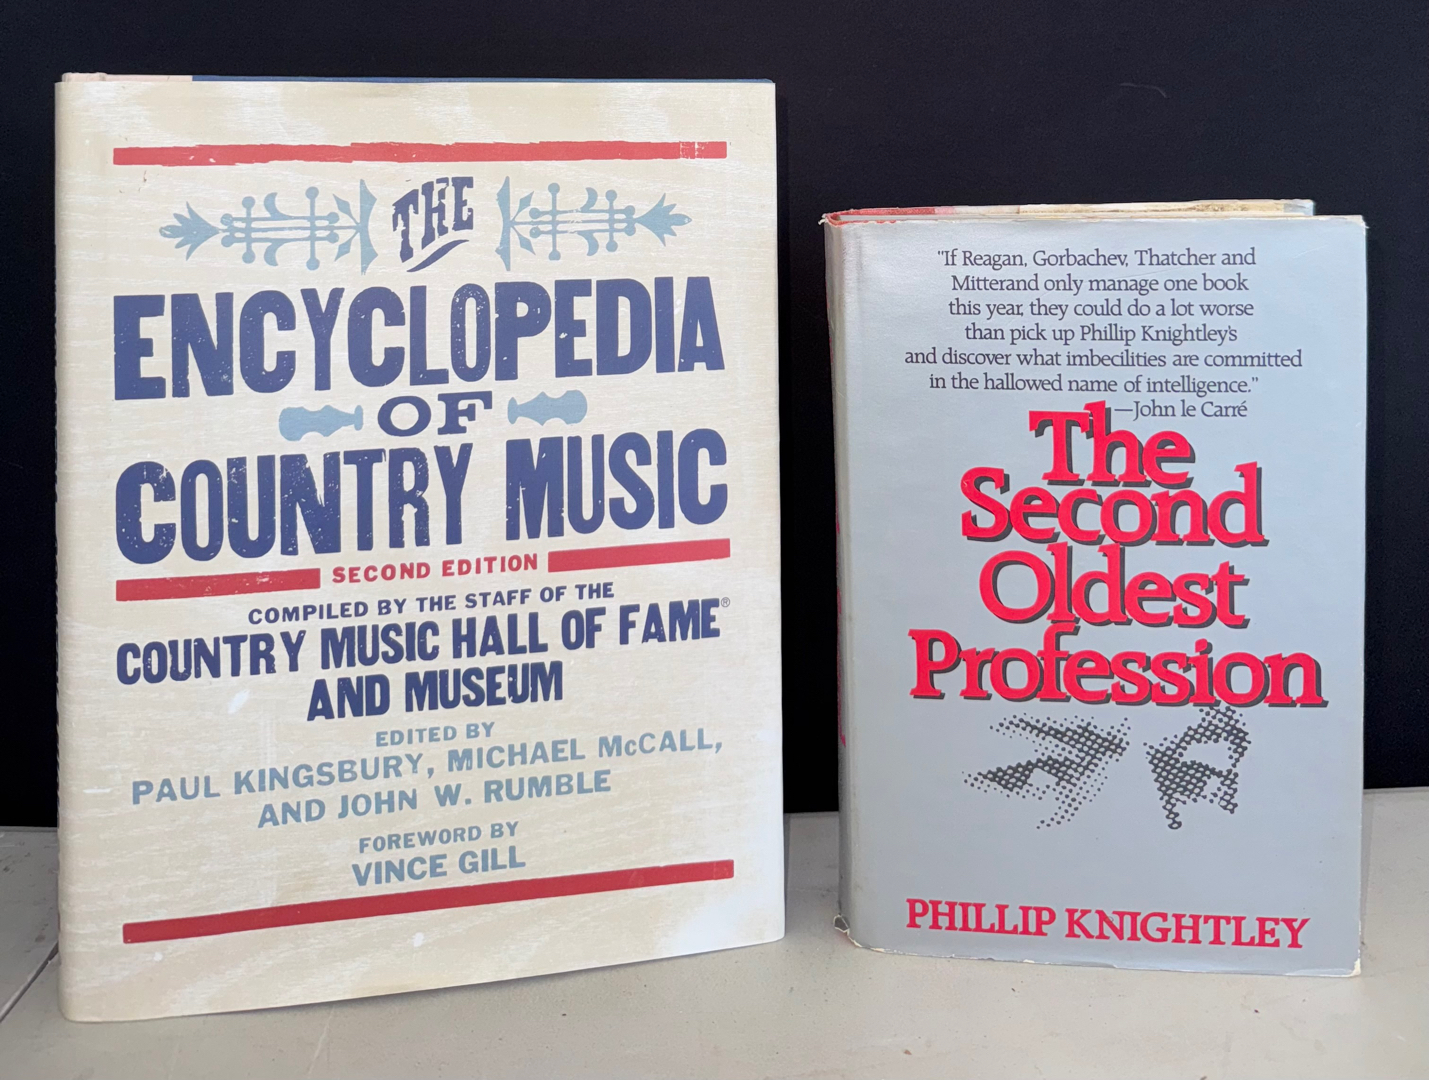 THE
ENCYCLOPEDIA
OF
COUNTRY MUSIC
SECOND EDITION
COMPILED BY THE STAFF OF THE
COUNTRY MUSIC HALL OF FAME®
AND MUSEUM
EDITED BY
PAUL KINGSBURY, MICHAEL McCALL,
AND JOHN W. RUMBLE
FOREWORD BY
VINCE GILL
"If Reagan, Gorbachev, Thatcher and
Mitterand only manage one book
this year, they could do a lot worse
than pick up Phillip Knightley's
and discover what imbecilities are committed
in the hallowed name of intelligence."
—John le Carré
The
Second
Oldest
Profession
PHILLIP KNIGHTLEY